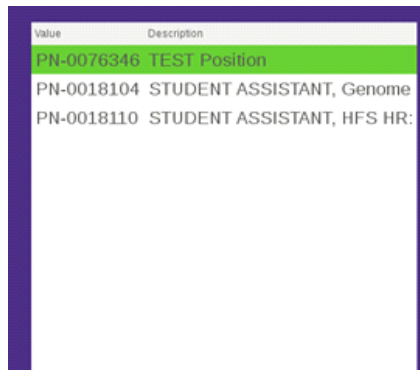 Value Description
PN-0076346 TEST Position
PN-0018104 STUDENT ASSISTANT, Genome
PN-0018110 STUDENT ASSISTANT, HFS HR: